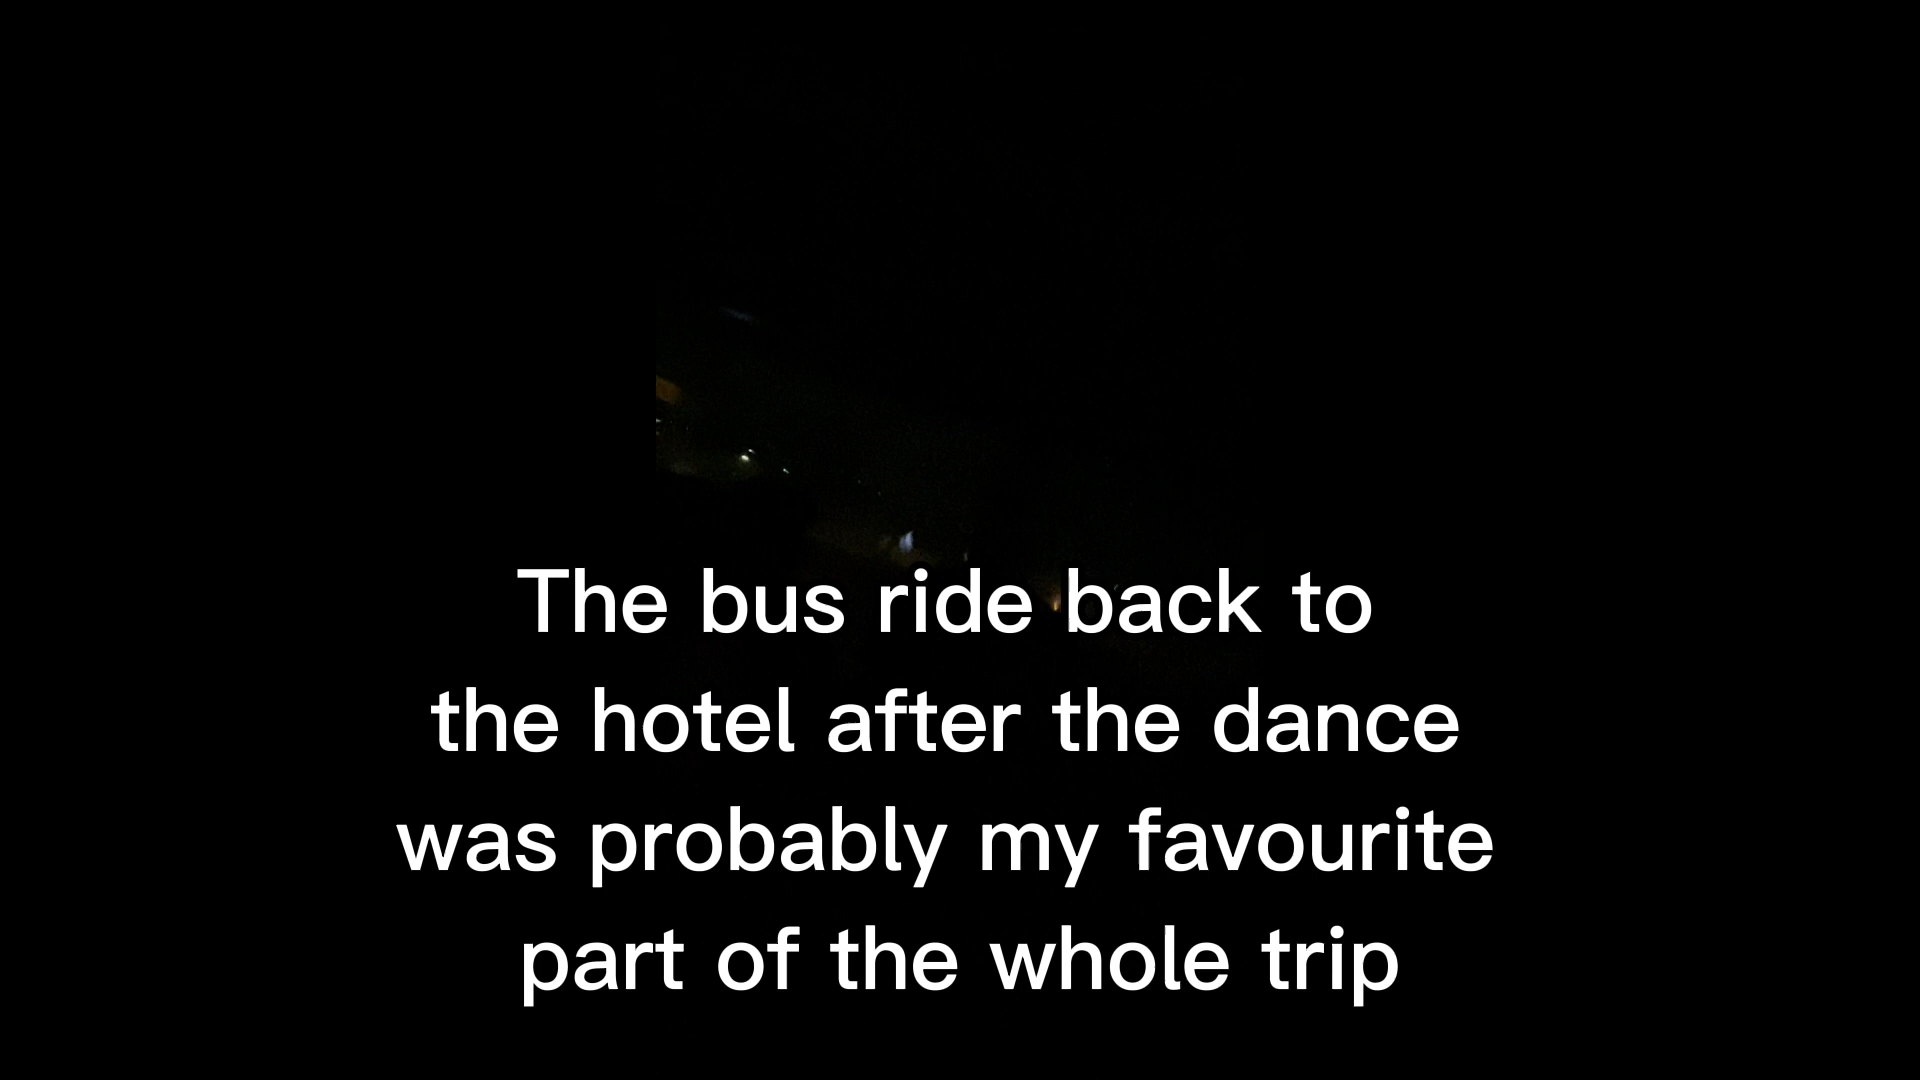 The bus ride back to
the hotel after the dance
was probably my favourite
part of the whole trip